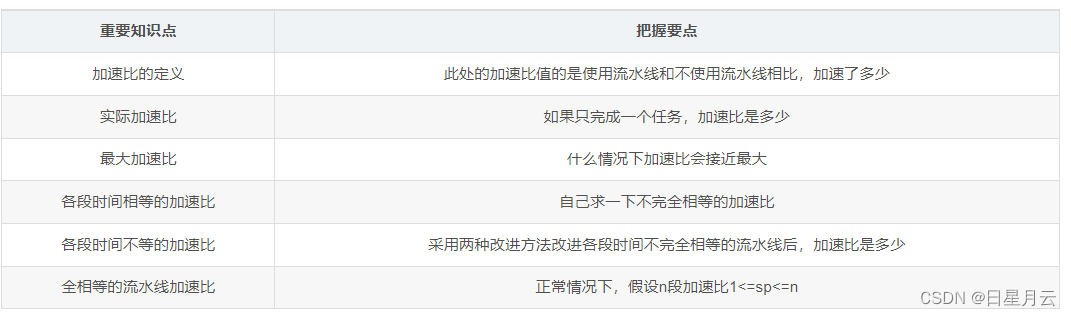 重要知识点 把握要点
加速比的定义 此处的加速比值的是使用流水线和不使用流水线相比，加速了多少
实际加速比 如果只完成一个任务，加速比是多少
最大加速比 什么情况下加速比会接近最大
各段时间相等的加速比 自己求一下不完全相等的加速比
各段时间不等的加速比 采用两种改进方法改进各段时间不完全相等的流水线后，加速比是多少
全相等的流水线加速比 正常情况下，假设n段加速比1<=sp<=n
CSDN @日星月云